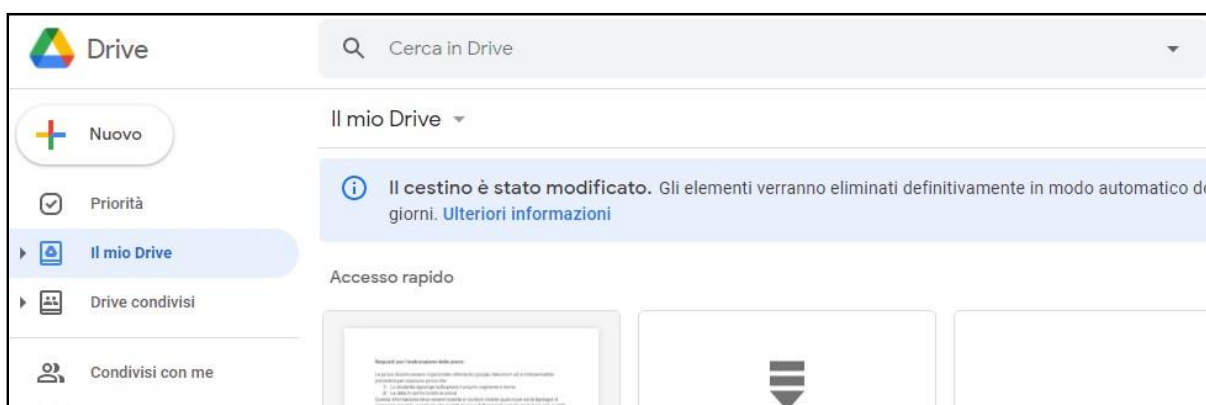 Drive
Cerca in Drive
Nuovo
Il mio Drive
Il cestino è stato modificato. Gli elementi verranno eliminati definitivamente in modo automatico
giorni. Ulteriori informazioni
Priorità
Il mio Drive
Drive condivisi
Condivisi con me
Accesso rapido